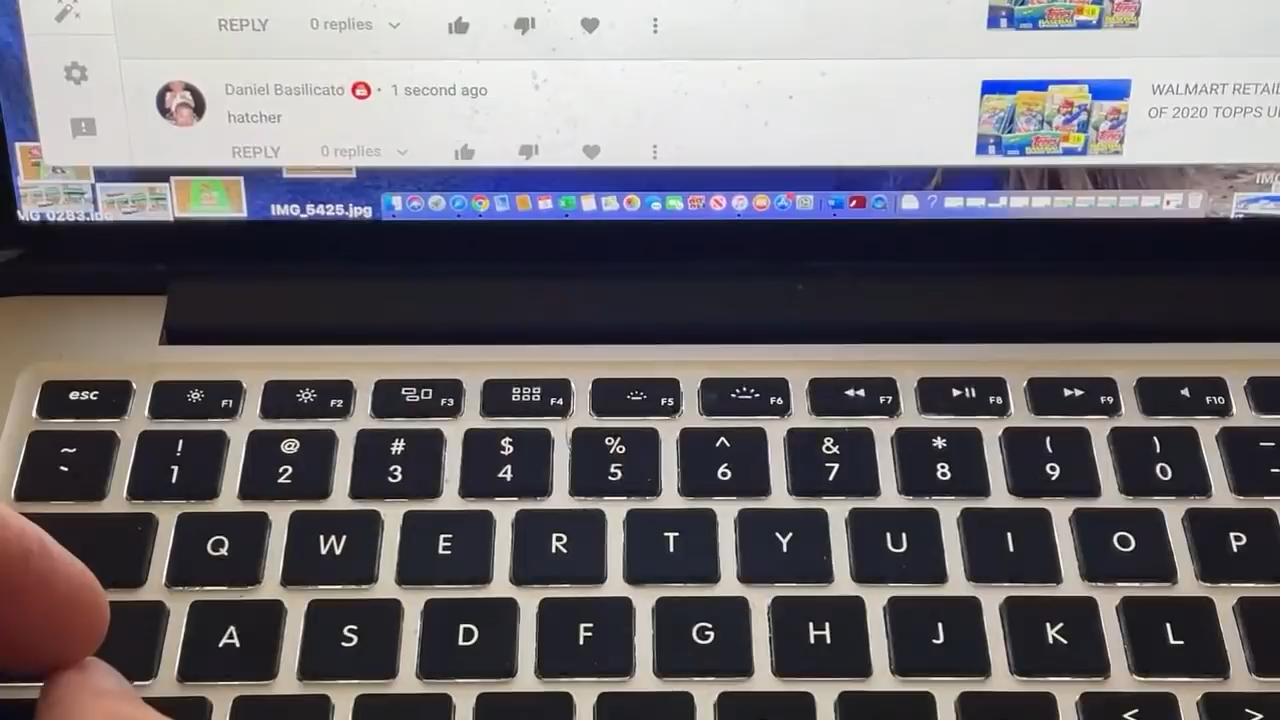 REPLY 0 replies
Daniel Basilicato • 1 second ago
hatcher
REPLY 0 replies
WALMART RETAIL
OF 2020 TOPPS
IMG_5425.jpg
esc F1 F2 F3 F4 F5 F6 F7 F8 F9 F10
~ ! @ # $ % ^ & * ( ) –
` 1 2 3 4 5 6 7 8 9 0 -
Q W E R T Y U I O P
A S D F G H J K L
< >